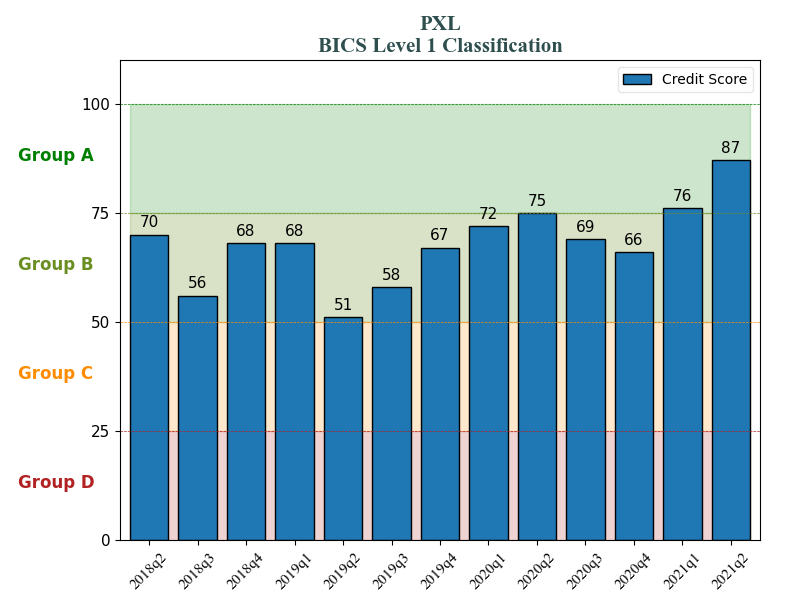 PXL
BICS Level 1 Classification
Credit Score
100
Group A
87
76
75
75
72
70
69
68
68
67
66
Group B
58
56
51
50
Group C
25
Group D
0
2018q2 2018q3 2018q4 2019q1 2019q2 2019q3 2019q4 2020q1 2020q2 2020q3 2020q4 2021q1 2021q2